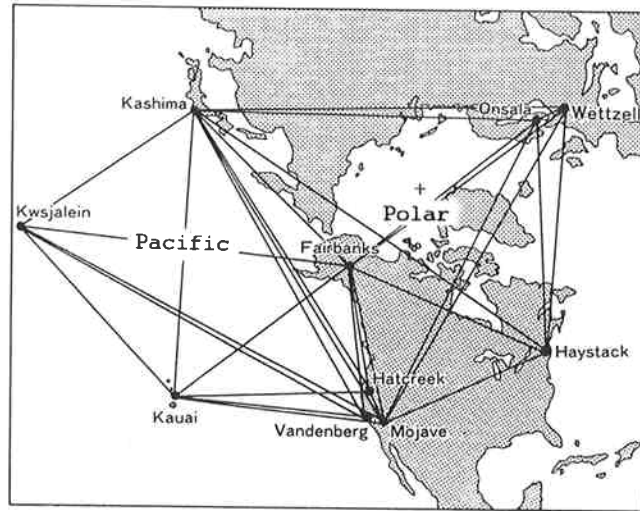 Kashima
Onsala
Wettzell
Kwsjalein
Pacific
Polar
Fairbanks
Haystack
Hatcreek
Kauai
Vandenberg
Mojave